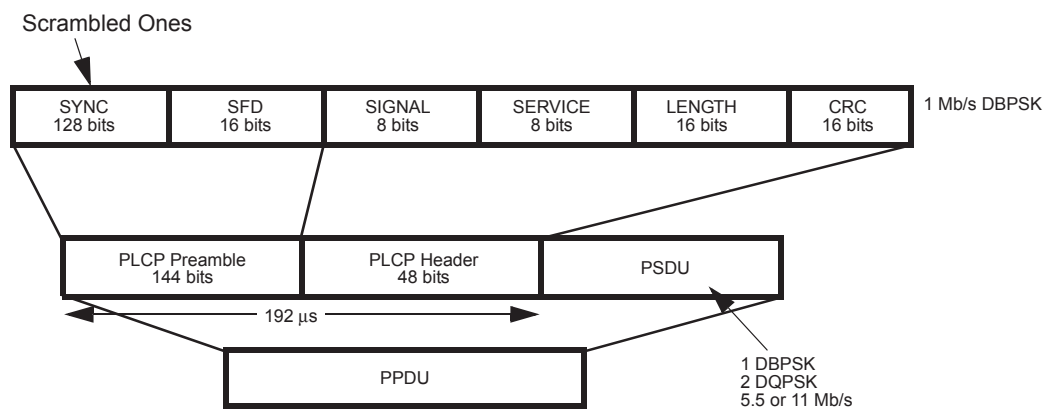 Scrambled Ones
SYNC
128 bits
SFD
16 bits
SIGNAL
8 bits
SERVICE
8 bits
LENGTH
16 bits
CRC
16 bits
1 Mb/s DBPSK
PLCP Preamble
144 bits
PLCP Header
48 bits
PSDU
192 μs
1 DBPSK
2 DQPSK
5.5 or 11 Mb/s
PPDU